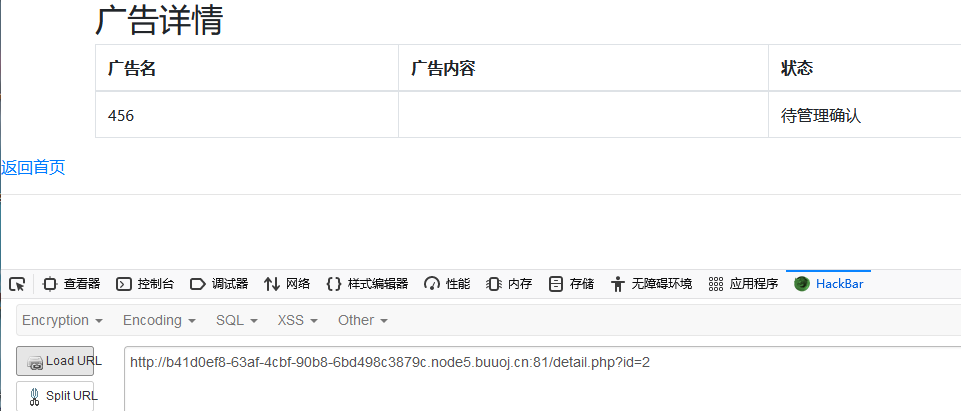 广告详情
广告名 广告内容 状态
456 待管理确认
返回首页
查看器 控制台 调试器 网络 样式编辑器 性能 内存 存储 无障碍环境 应用程序 HackBar
Encryption Encoding SQL XSS Other
Load URL http://b41d0ef8-63af-4cbf-90b8-6bd498c3879c.node5.buuoj.cn:81/detail.php?id=2
Split URL